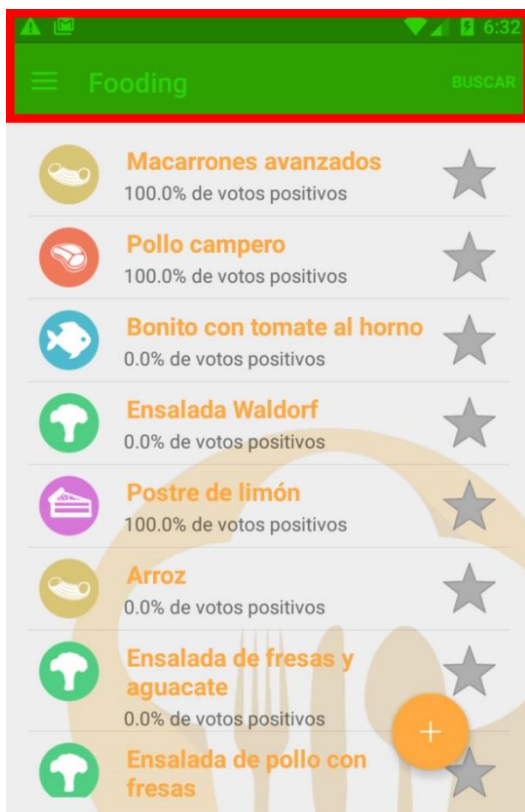 6:32
Fooding
BUSCAR
Macarrones avanzados
100.0% de votos positivos
Pollo campero
100.0% de votos positivos
Bonito con tomate al horno
0.0% de votos positivos
Ensalada Waldorf
0.0% de votos positivos
Postre de limón
100.0% de votos positivos
Arroz
0.0% de votos positivos
Ensalada de fresas y
aguacate
0.0% de votos positivos
Ensalada de pollo con
fresas